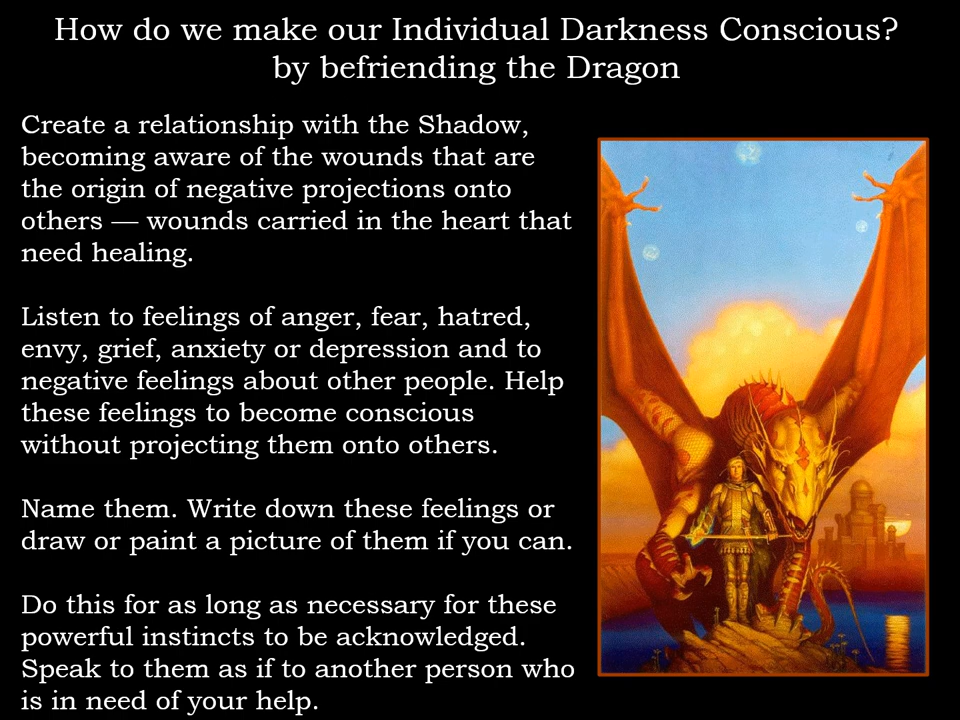 How do we make our Individual Darkness Conscious?
by befriending the Dragon
Create a relationship with the Shadow,
becoming aware of the wounds that are
the origin of negative projections onto
others — wounds carried in the heart that
need healing.
Listen to feelings of anger, fear, hatred,
envy, grief, anxiety or depression and to
negative feelings about other people. Help
these feelings to become conscious
without projecting them onto others.
Name them. Write down these feelings or
draw or paint a picture of them if you can.
Do this for as long as necessary for these
powerful instincts to be acknowledged.
Speak to them as if to another person who
is in need of your help.